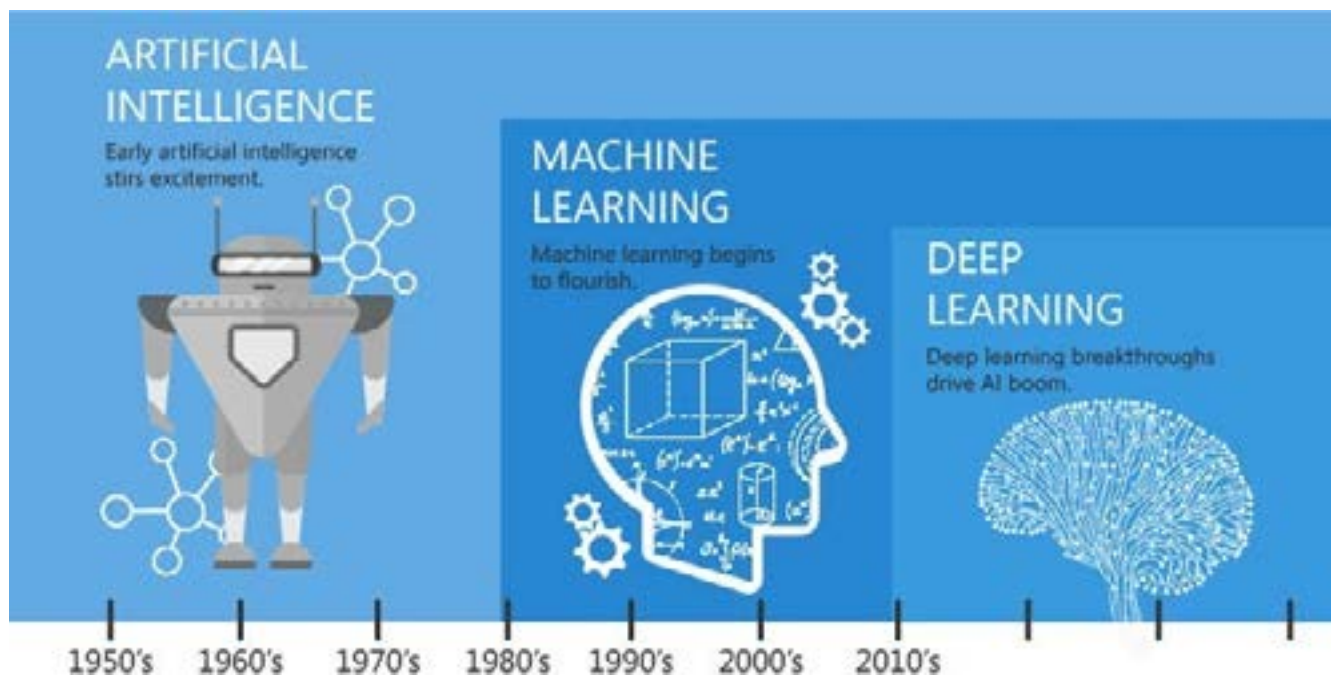 ARTIFICIAL
INTELLIGENCE
Early artificial intelligence
stirs excitement.
MACHINE
LEARNING
Machine learning begins
to flourish.
DEEP
LEARNING
Deep learning breakthroughs
drive AI boom.
1950's 1960's 1970's 1980's 1990's 2000's 2010's